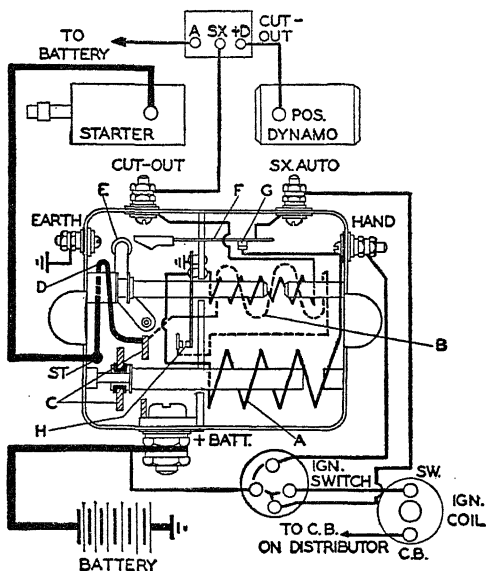 TO
BATTERY
A SX +D
CUT-
OUT
STARTER
POS.
DYNAMO
CUT-OUT
SX.AUTO
E
F
G
EARTH
HAND
D
B
ST
C
H
+BATT.
A
IGN.
SWITCH
SW.
IGN.
COIL
TO C.B.
ON DISTRIBUTOR
C.B.
BATTERY